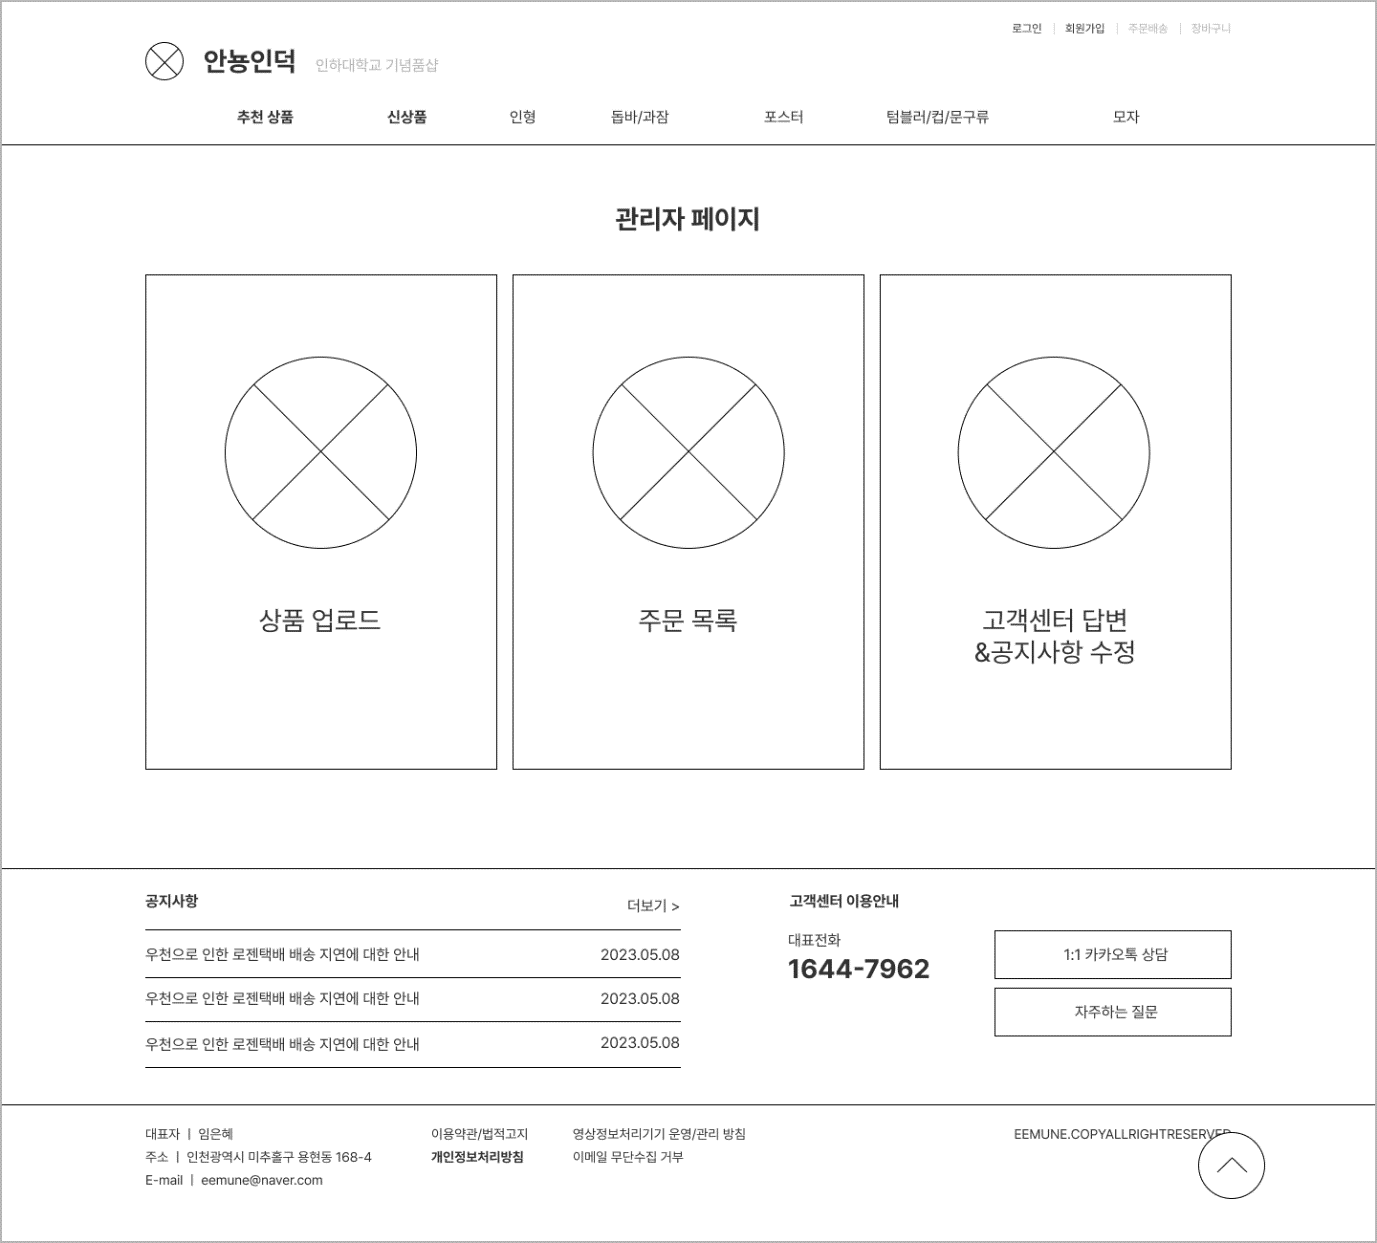 로그인 | 회원가입 | 주문배송 | 장바구니
안뇽인덕 인하대학교 기념품샵
추천 상품 신상품 인형 돕바/과잠 포스터 텀블러/컵/문구류 모자
관리자 페이지
상품 업로드
주문 목록
고객센터 답변
&공지사항 수정
공지사항 더보기 >
우천으로 인한 로젠택배 배송 지연에 대한 안내 2023.05.08
우천으로 인한 로젠택배 배송 지연에 대한 안내 2023.05.08
우천으로 인한 로젠택배 배송 지연에 대한 안내 2023.05.08
고객센터 이용안내
대표전화
1644-7962
1:1 카카오톡 상담
자주하는 질문
대표자 | 임은혜
주소 | 인천광역시 미추홀구 용현동 168-4
E-mail | eemune@naver.com
이용약관/법적고지
개인정보처리방침
영상정보처리기기 운영/관리 방침
이메일 무단수집 거부
EEMUNE.COPYALLRIGHTRESERVED